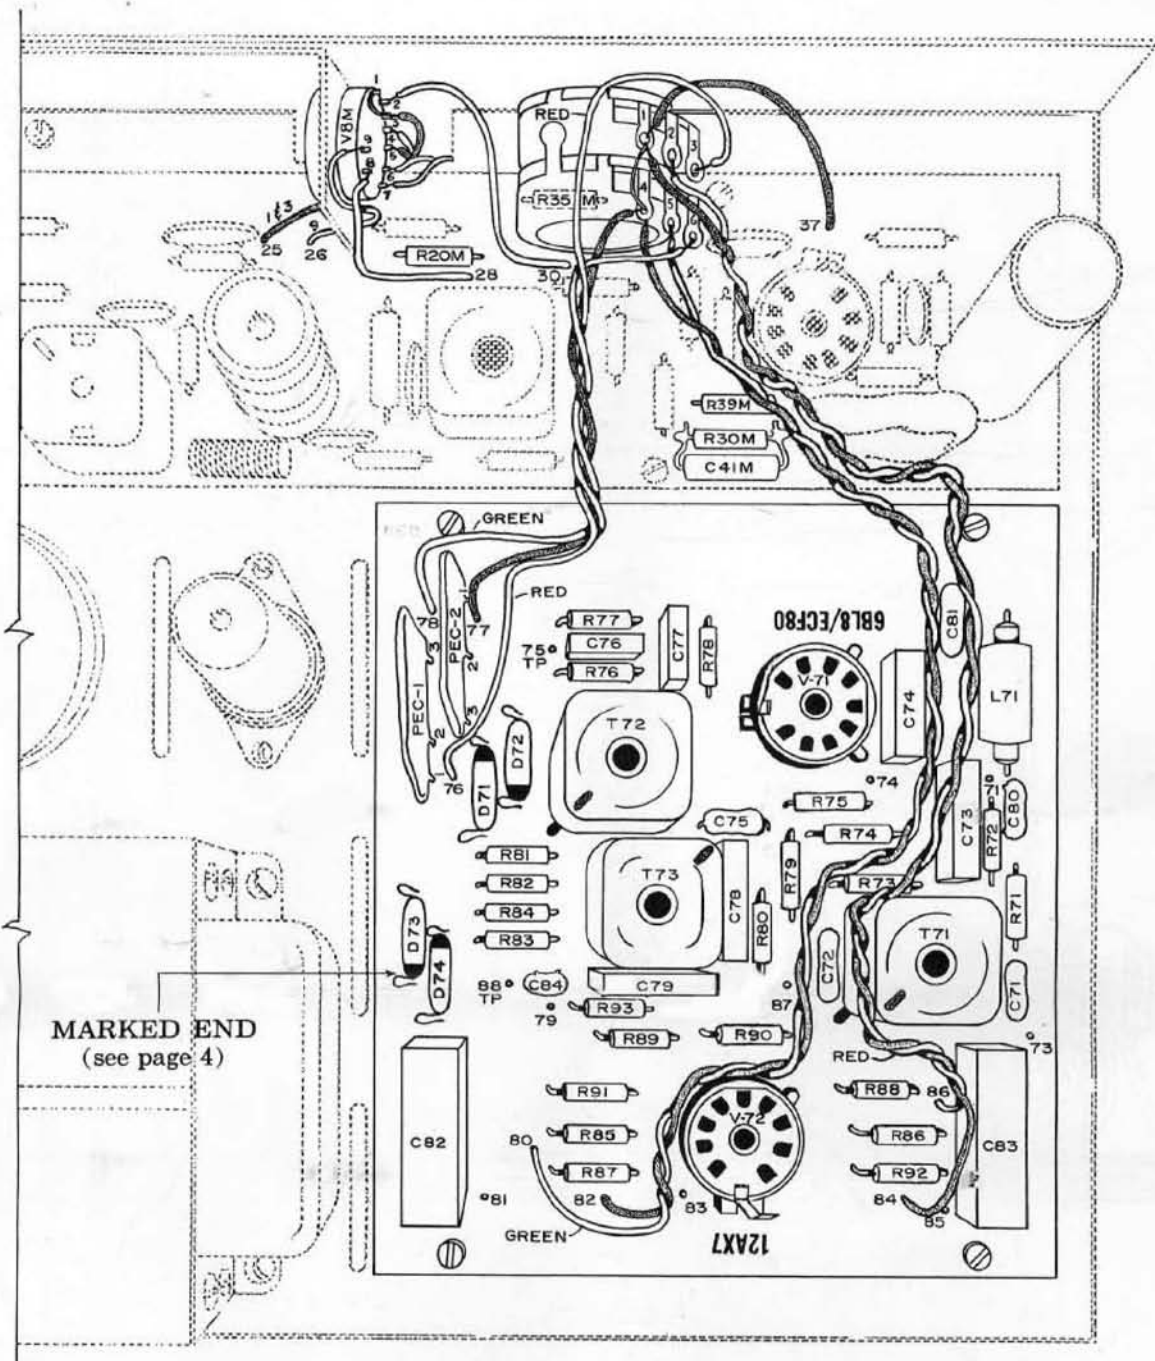 1
2
3
4
5
6
7
8
9
V8M
1 & 3
25
9
26
R20M
28
30
RED
R35M
1
2
3
4
5
6
37
R39M
R30M
C41M
GREEN
RED
78
77
PEC-2
1
2
3
PEC-1
3
2
76
R77
75
TP
C76
R76
C77
R78
6BL8/ECF80
V-71
C74
C81
L71
T72
D72
D71
74
71
R75
C75
R74
C73
R72
C80
R81
R82
R84
R83
T73
C78
R79
R80
R73
R71
D73
D74
88
TP
C84
C79
79
R93
R89
R90
87
C72
T71
C71
73
MARKED END
(see page 4)
RED
C82
R91
R85
R87
80
81
82
83
GREEN
V-72
12AX7
R88
86
R86
R92
84
85
C83